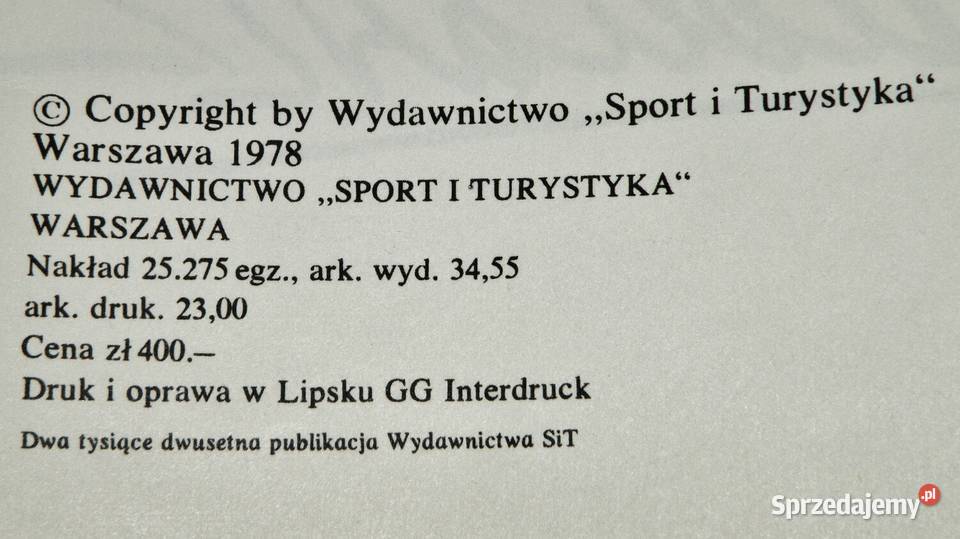 © Copyright by Wydawnictwo „Sport i Turystyka“
Warszawa 1978
WYDAWNICTWO „SPORT I TURYSTYKA“
WARSZAWA
Nakład 25.275 egz., ark. wyd. 34,55
ark. druk. 23,00
Cena zł 400.—
Druk i oprawa w Lipsku GG Interdruck
Dwa tysiące dwusetna publikacja Wydawnictwa SiT
Sprzedajemy.pl